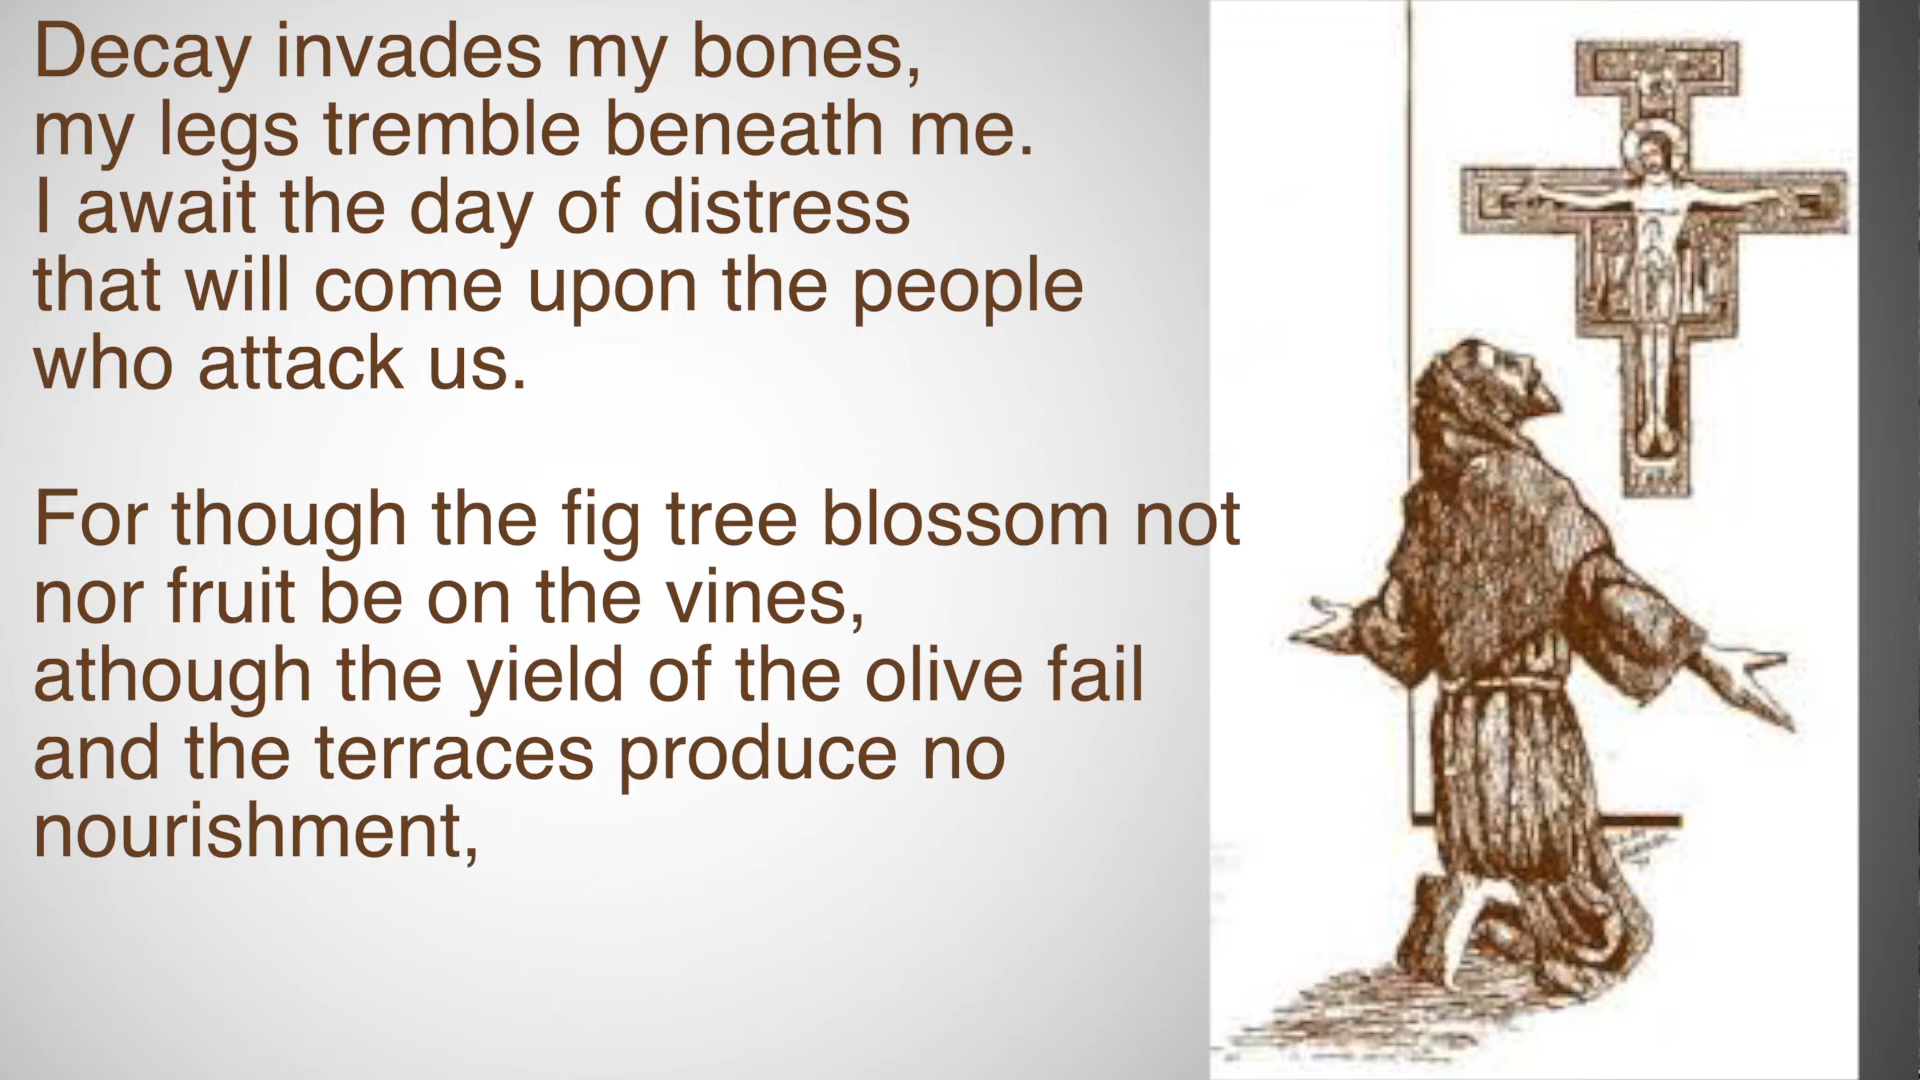 Decay invades my bones,
my legs tremble beneath me.
I await the day of distress
that will come upon the people
who attack us.
For though the fig tree blossom not
nor fruit be on the vines,
athough the yield of the olive fail
and the terraces produce no
nourishment,